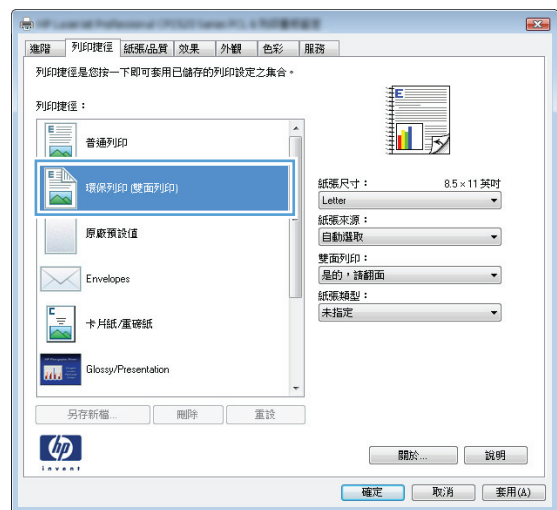 進階 列印捷徑 紙張/品質 效果 外觀 色彩 服務
列印捷徑是您按一下即可套用已儲存的列印設定之集合。
列印捷徑：
普通列印
環保列印 (雙面列印)
原廠預設值
Envelopes
卡片紙/重磅紙
Glossy/Presentation
E
紙張尺寸： 8.5 × 11 英吋
Letter
紙張來源：
自動選取
雙面列印：
是的，請翻面
紙張類型：
未指定
另存新檔... 刪除 重設
hp
invent
關於... 說明
確定 取消 套用(A)